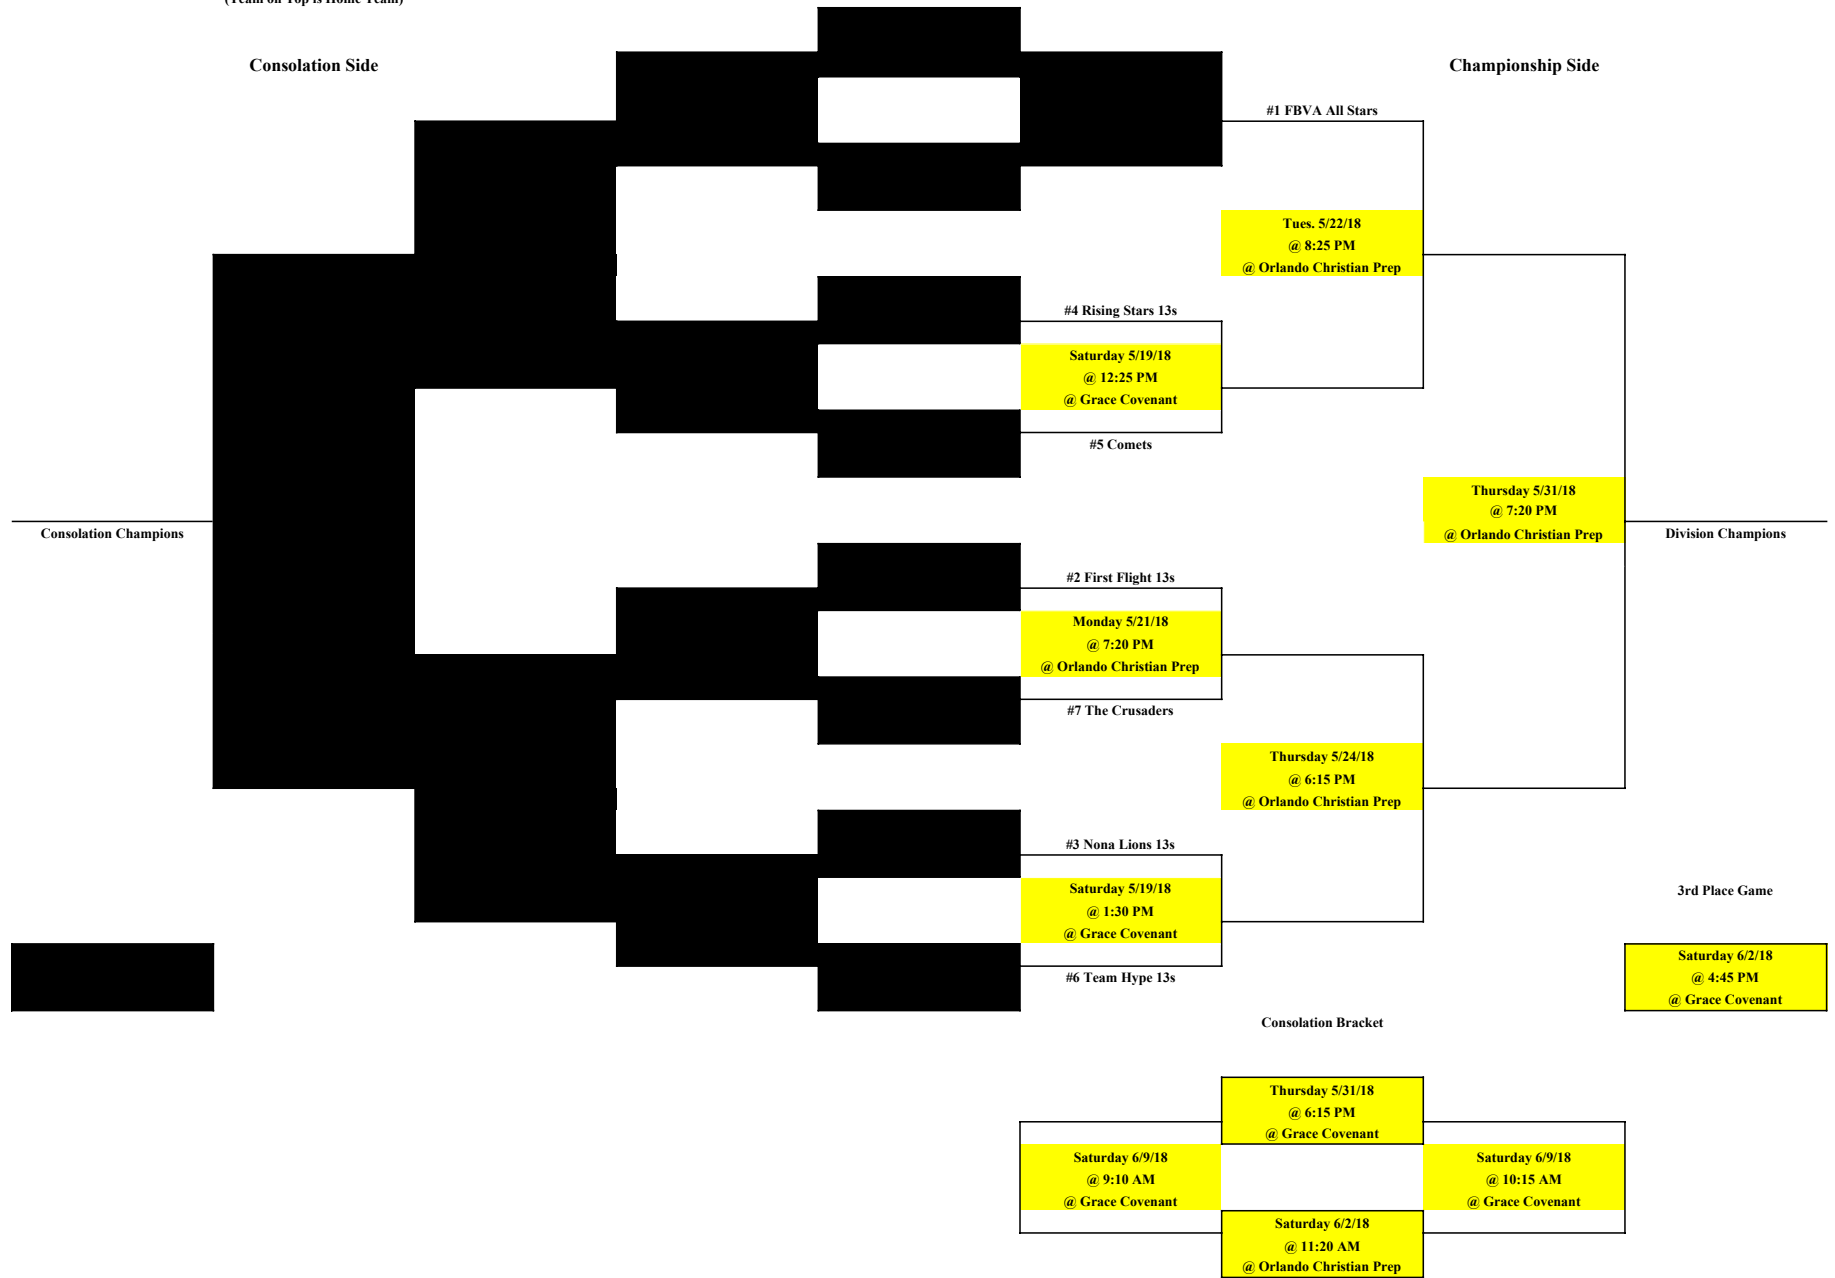 (Team on Top is Home Team)
Consolation Side
Championship Side
#1 FBVA All Stars
Tues. 5/22/18
@ 8:25 PM
@ Orlando Christian Prep
#4 Rising Stars 13s
Saturday 5/19/18
@ 12:25 PM
@ Grace Covenant
#5 Comets
Thursday 5/31/18
@ 7:20 PM
@ Orlando Christian Prep
Consolation Champions
Division Champions
#2 First Flight 13s
Monday 5/21/18
@ 7:20 PM
@ Orlando Christian Prep
#7 The Crusaders
Thursday 5/24/18
@ 6:15 PM
@ Orlando Christian Prep
#3 Nona Lions 13s
Saturday 5/19/18
@ 1:30 PM
@ Grace Covenant
#6 Team Hype 13s
3rd Place Game
Saturday 6/2/18
@ 4:45 PM
@ Grace Covenant
Consolation Bracket
Thursday 5/31/18
@ 6:15 PM
@ Grace Covenant
Saturday 6/9/18
@ 9:10 AM
@ Grace Covenant
Saturday 6/9/18
@ 10:15 AM
@ Grace Covenant
Saturday 6/2/18
@ 11:20 AM
@ Orlando Christian Prep